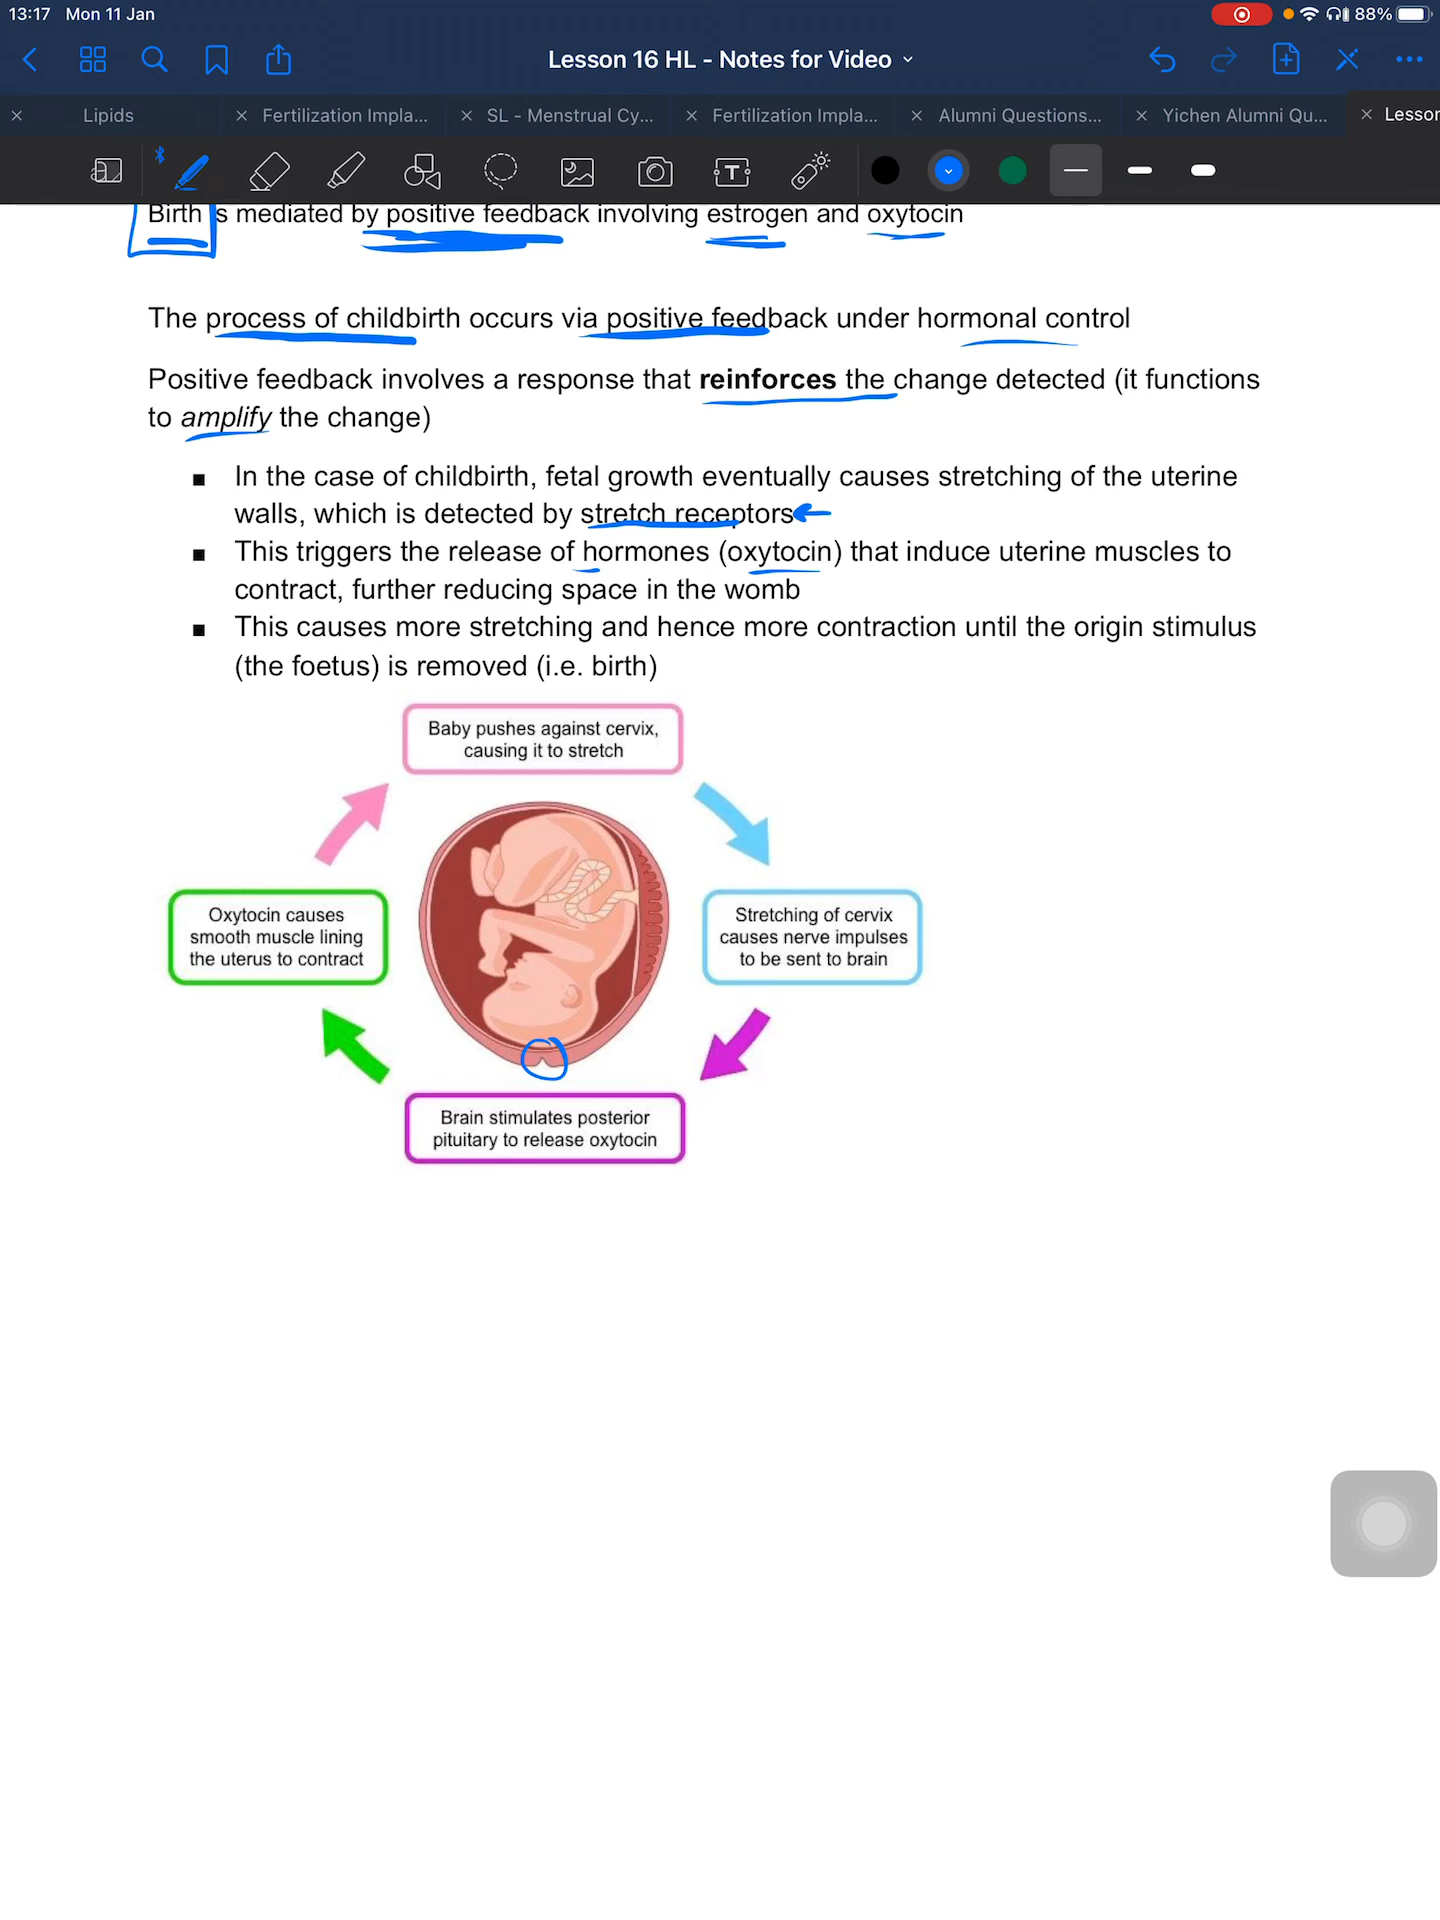 13:17 Mon 11 Jan
88%
Lesson 16 HL - Notes for Video
Lipids
Fertilization Impla...
SL - Menstrual Cy...
Fertilization Impla...
Alumni Questions...
Yichen Alumni Qu...
Lesson
T
Birth s mediated by positive feedback involving estrogen and oxytocin
The process of childbirth occurs via positive feedback under hormonal control
Positive feedback involves a response that reinforces the change detected (it functions
to amplify the change)
In the case of childbirth, fetal growth eventually causes stretching of the uterine
walls, which is detected by stretch receptors
This triggers the release of hormones (oxytocin) that induce uterine muscles to
contract, further reducing space in the womb
This causes more stretching and hence more contraction until the origin stimulus
(the foetus) is removed (i.e. birth)
Baby pushes against cervix,
causing it to stretch
Stretching of cervix
causes nerve impulses
to be sent to brain
Brain stimulates posterior
pituitary to release oxytocin
Oxytocin causes
smooth muscle lining
the uterus to contract